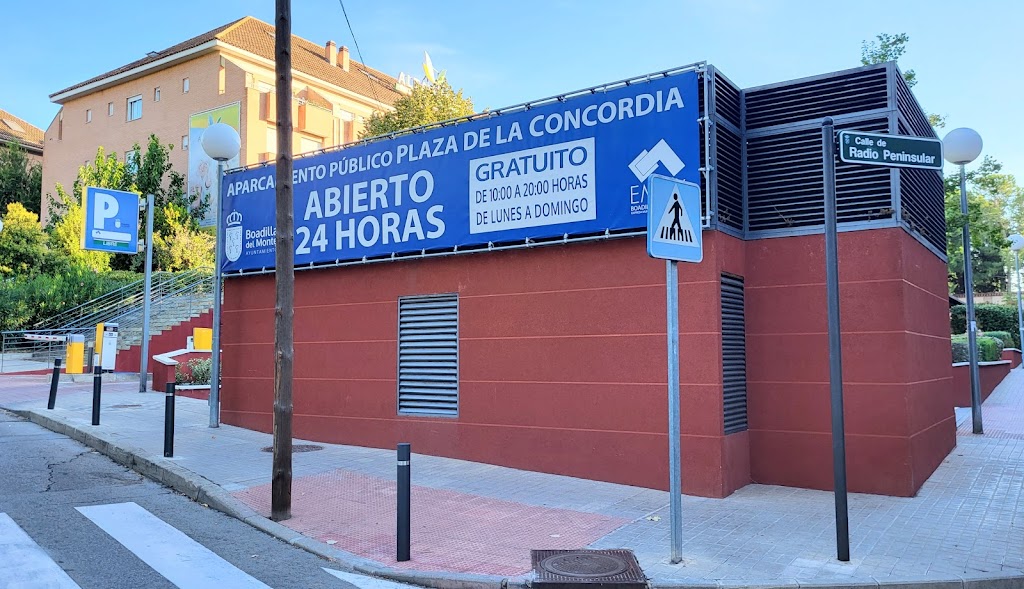 APARCAMIENTO PÚBLICO PLAZA DE LA CONCORDIA
ABIERTO
24 HORAS
GRATUITO
DE 10:00 A 20:00 HORAS
DE LUNES A DOMINGO
Boadilla
del Monte
AYUNTAMIENTO
P
LIBRE
Calle de
Radio Peninsular